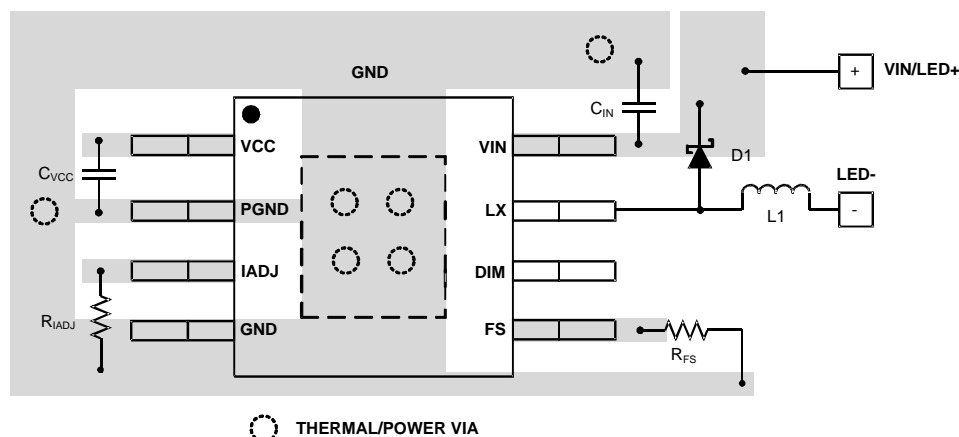 GND
VIN/LED+
+
CIN
VCC
VIN
D1
CVCC
LED-
PGND
LX
-
L1
IADJ
DIM
RIADJ
GND
FS
RFS
THERMAL/POWER VIA